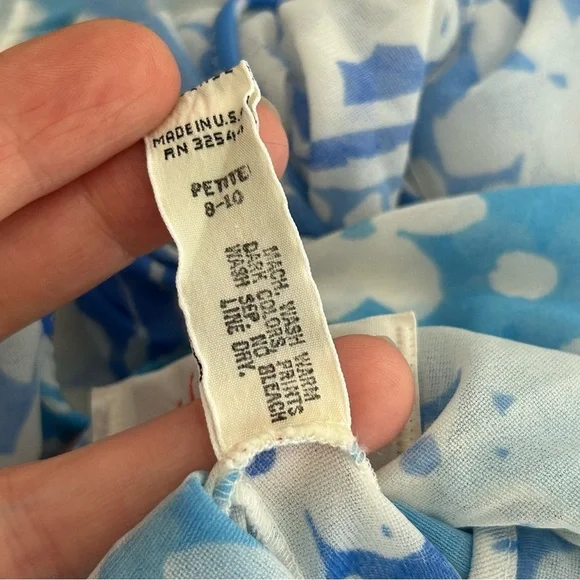 MADE IN U.S.
RN 3254
PETITE
8-10
MACH. WASH WARM
DARK COLORS PRINTS
WASH SEP NO BLEACH
LINE DRY.